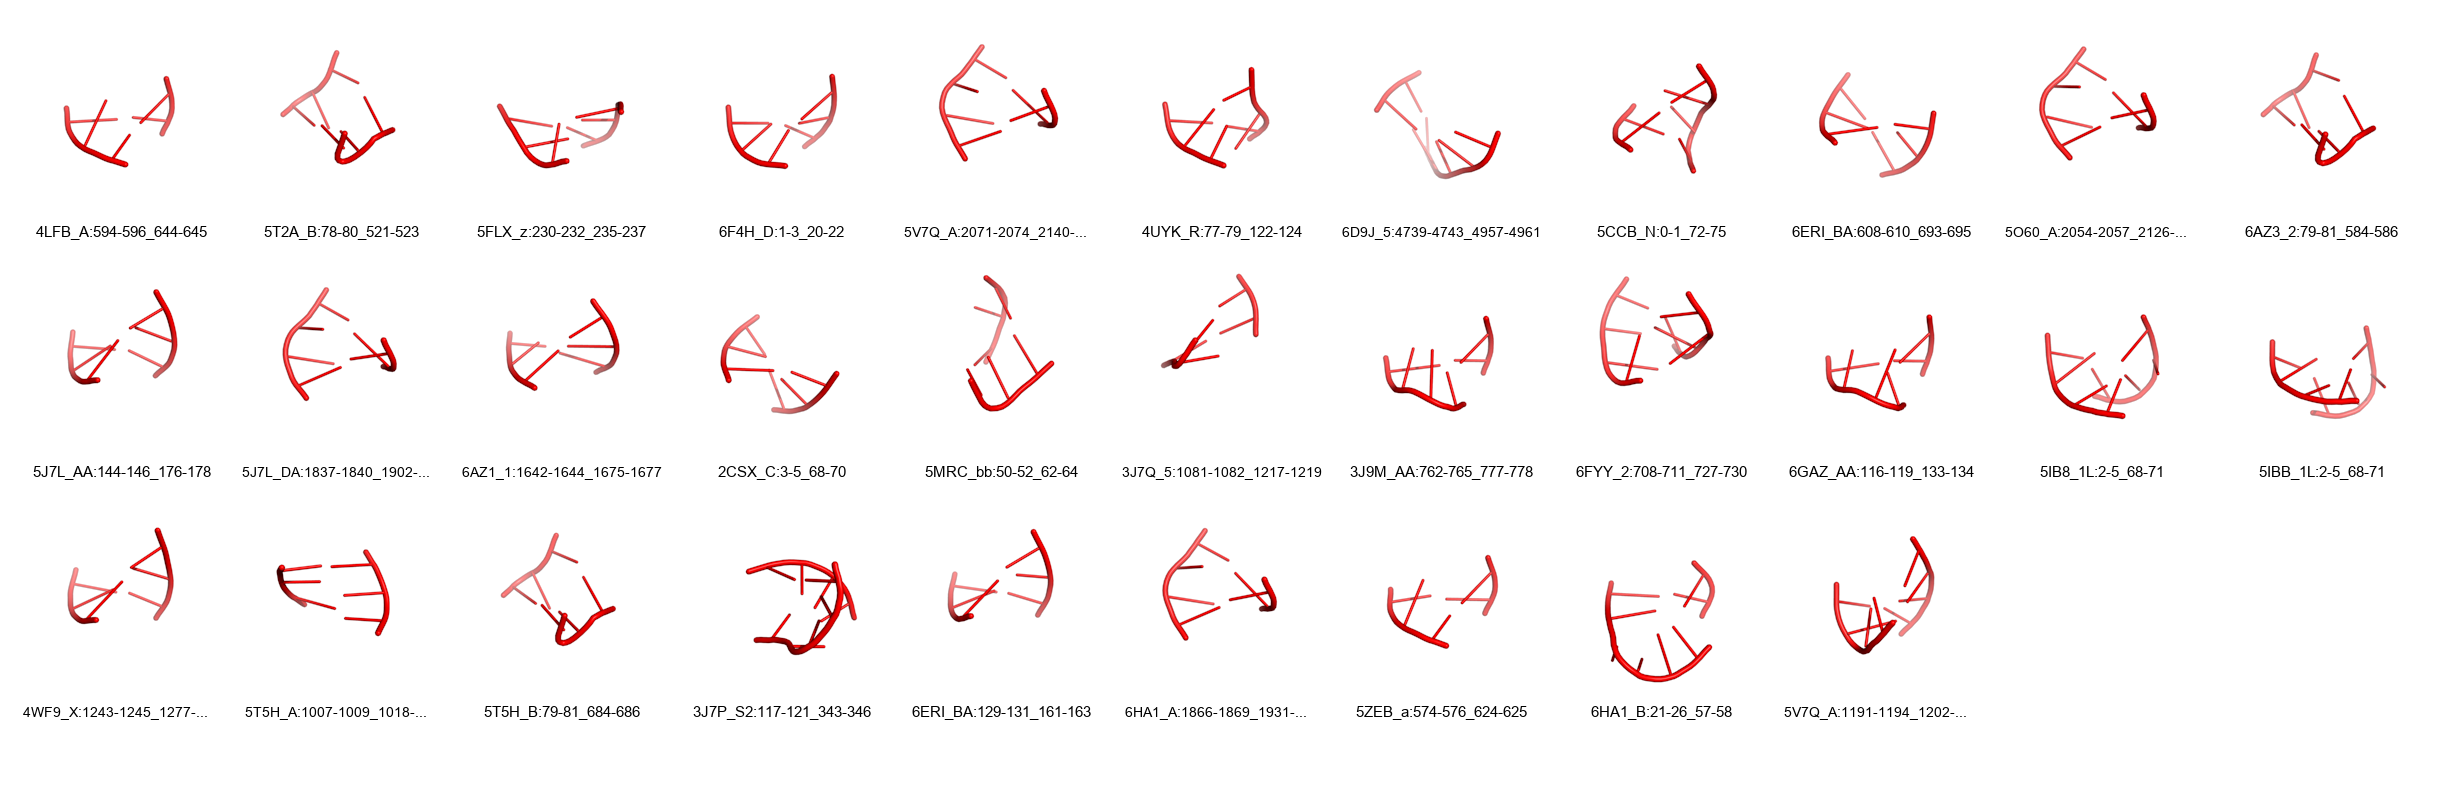 4LFB_A:594-596_644-645
5T2A_B:78-80_521-523
5FLX_z:230-232_235-237
6F4H_D:1-3_20-22
5V7Q_A:2071-2074_2140-...
4UYK_R:77-79_122-124
6D9J_5:4739-4743_4957-4961
5CCB_N:0-1_72-75
6ERI_BA:608-610_693-695
5O60_A:2054-2057_2126-...
6AZ3_2:79-81_584-586
5J7L_AA:144-146_176-178
5J7L_DA:1837-1840_1902-...
6AZ1_1:1642-1644_1675-1677
2CSX_C:3-5_68-70
5MRC_bb:50-52_62-64
3J7Q_5:1081-1082_1217-1219
3J9M_AA:762-765_777-778
6FYY_2:708-711_727-730
6GAZ_AA:116-119_133-134
5IB8_1L:2-5_68-71
5IBB_1L:2-5_68-71
4WF9_X:1243-1245_1277-...
5T5H_A:1007-1009_1018-...
5T5H_B:79-81_684-686
3J7P_S2:117-121_343-346
6ERI_BA:129-131_161-163
6HA1_A:1866-1869_1931-...
5ZEB_a:574-576_624-625
6HA1_B:21-26_57-58
5V7Q_A:1191-1194_1202-...